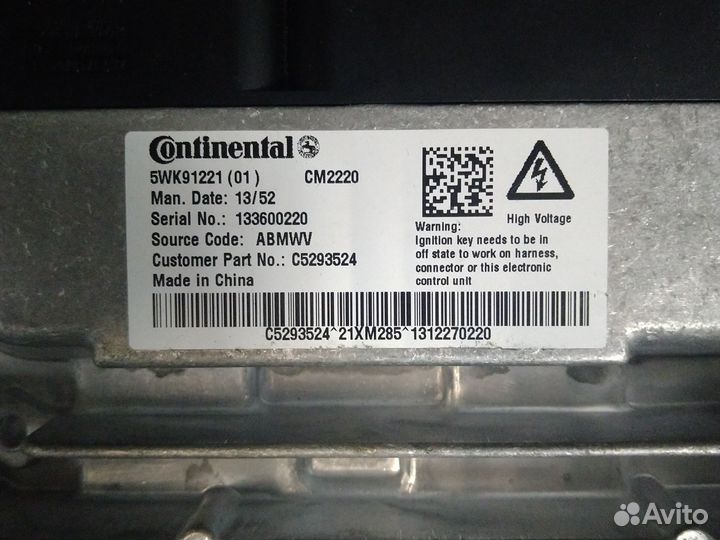 Continental
5WK91221 (01) CM2220
Man. Date: 13/52
Serial No.: 133600220
Source Code: ABMWV
Customer Part No.: C5293524
Made in China
High Voltage
Warning:
Ignition key needs to be in
off state to work on harness,
connector or this electronic
control unit
C5293524^21XM285^1312270220
Avito